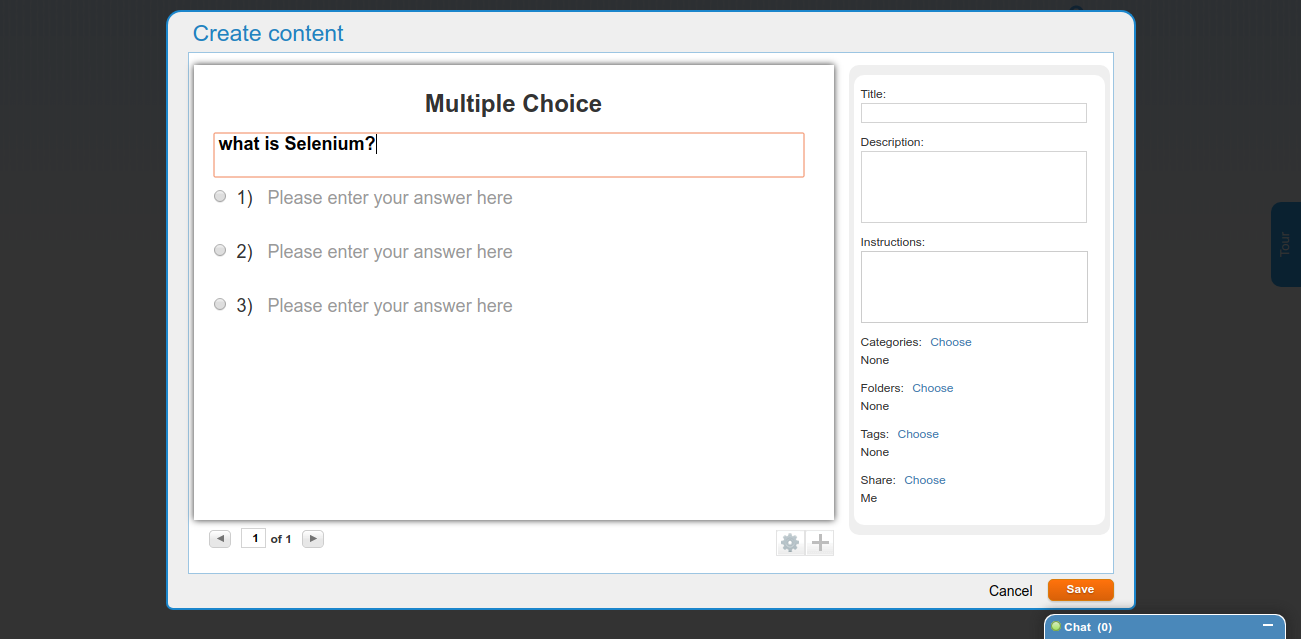 Create content
Multiple Choice
what is Selenium?
1) Please enter your answer here
2) Please enter your answer here
3) Please enter your answer here
1 of 1
Title:
Description:
Instructions:
Categories: Choose
None
Folders: Choose
None
Tags: Choose
None
Share: Choose
Me
Cancel
Save
Tour
Chat (0)